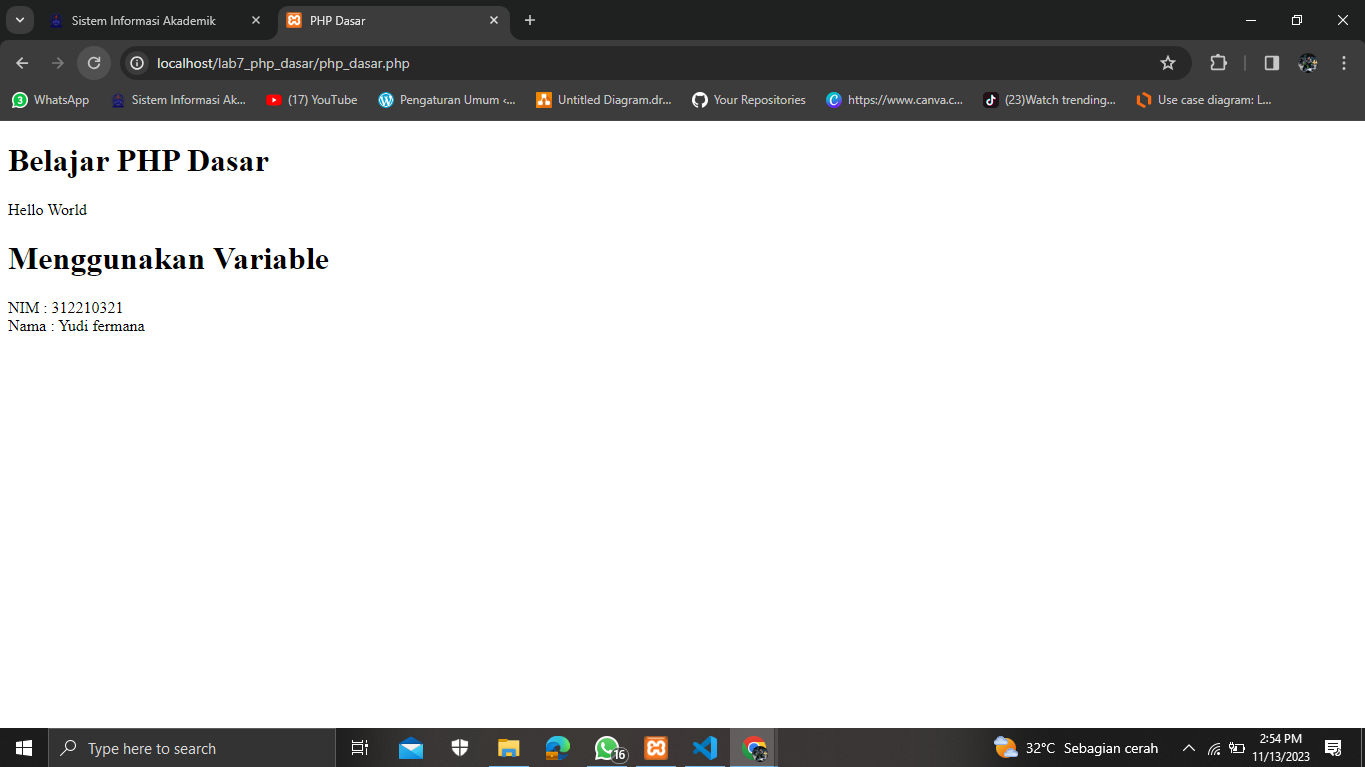 Sistem Informasi Akademik
PHP Dasar
localhost/lab7_php_dasar/php_dasar.php
3 WhatsApp
Sistem Informasi Ak...
(17) YouTube
Pengaturan Umum ‹...
Untitled Diagram.dr...
Your Repositories
https://www.canva.c...
(23)Watch trending...
Use case diagram: L...
Belajar PHP Dasar
Hello World
Menggunakan Variable
NIM : 312210321
Nama : Yudi fermana
Type here to search
16
32°C Sebagian cerah
2:54 PM
11/13/2023